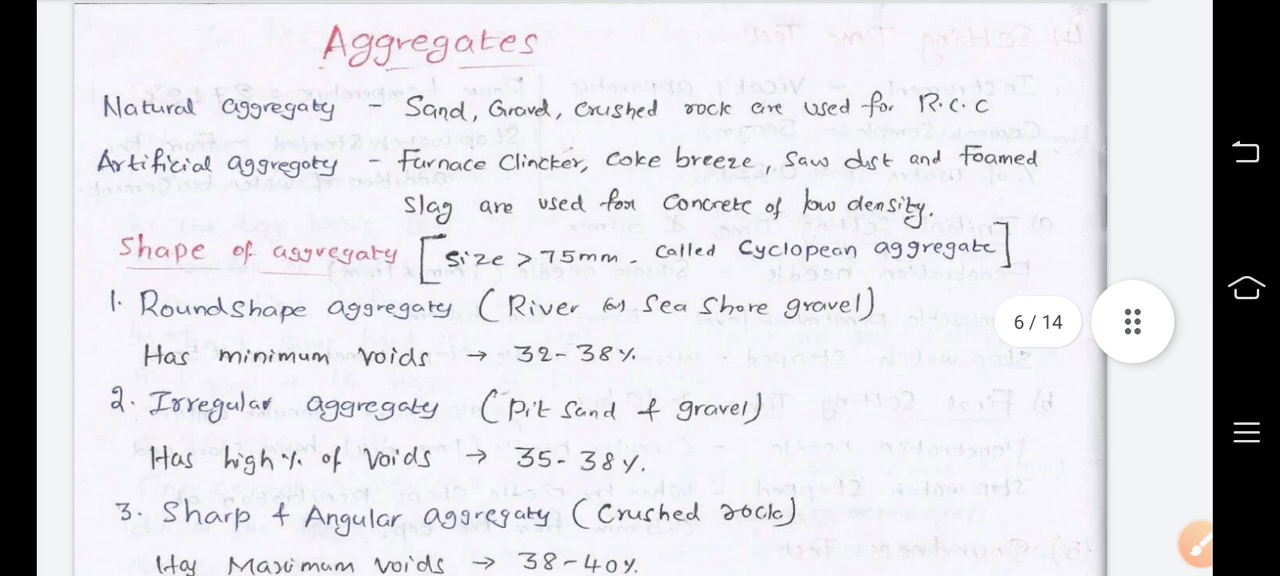 Aggregates
Natural aggregaty - Sand, Gravel, Crushed rock are used for R.C.C
Artificial aggregaty - Furnace Clincker, Coke breeze, Saw dust and Foamed
Slag are used for Concrete of low density.
Shape of aggregaty [Size > 75mm - called Cyclopean aggregate]
1. Roundshape aggregaty (River (or) Sea Shore gravel)
Has minimum voids → 32-38%.
6 / 14
2. Irregular aggregaty (Pit Sand + gravel)
Has high % of Voids → 35-38%.
3. Sharp + Angular aggregaty (Crushed rock)
Has Maximum voids → 38-40%.